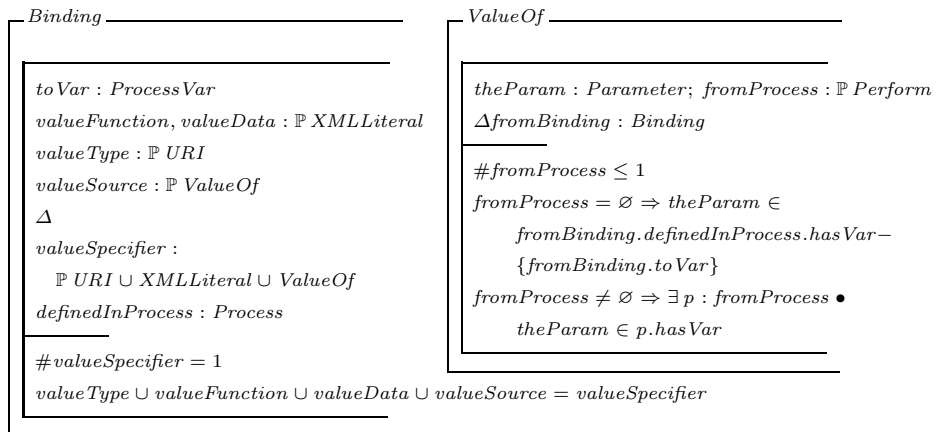 Binding
toVar : ProcessVar
valueFunction, valueData : ℙ XMLLiteral
valueType : ℙ URI
valueSource : ℙ ValueOf
Δ
valueSpecifier :
ℙ URI ∪ XMLLiteral ∪ ValueOf
definedInProcess : Process
#valueSpecifier = 1
valueType ∪ valueFunction ∪ valueData ∪ valueSource = valueSpecifier
ValueOf
theParam : Parameter; fromProcess : ℙ Perform
ΔfromBinding : Binding
#fromProcess ≤ 1
fromProcess = ∅ ⇒ theParam ∈
fromBinding.definedInProcess.hasVar−
{fromBinding.toVar}
fromProcess ≠ ∅ ⇒ ∃ p : fromProcess •
theParam ∈ p.hasVar